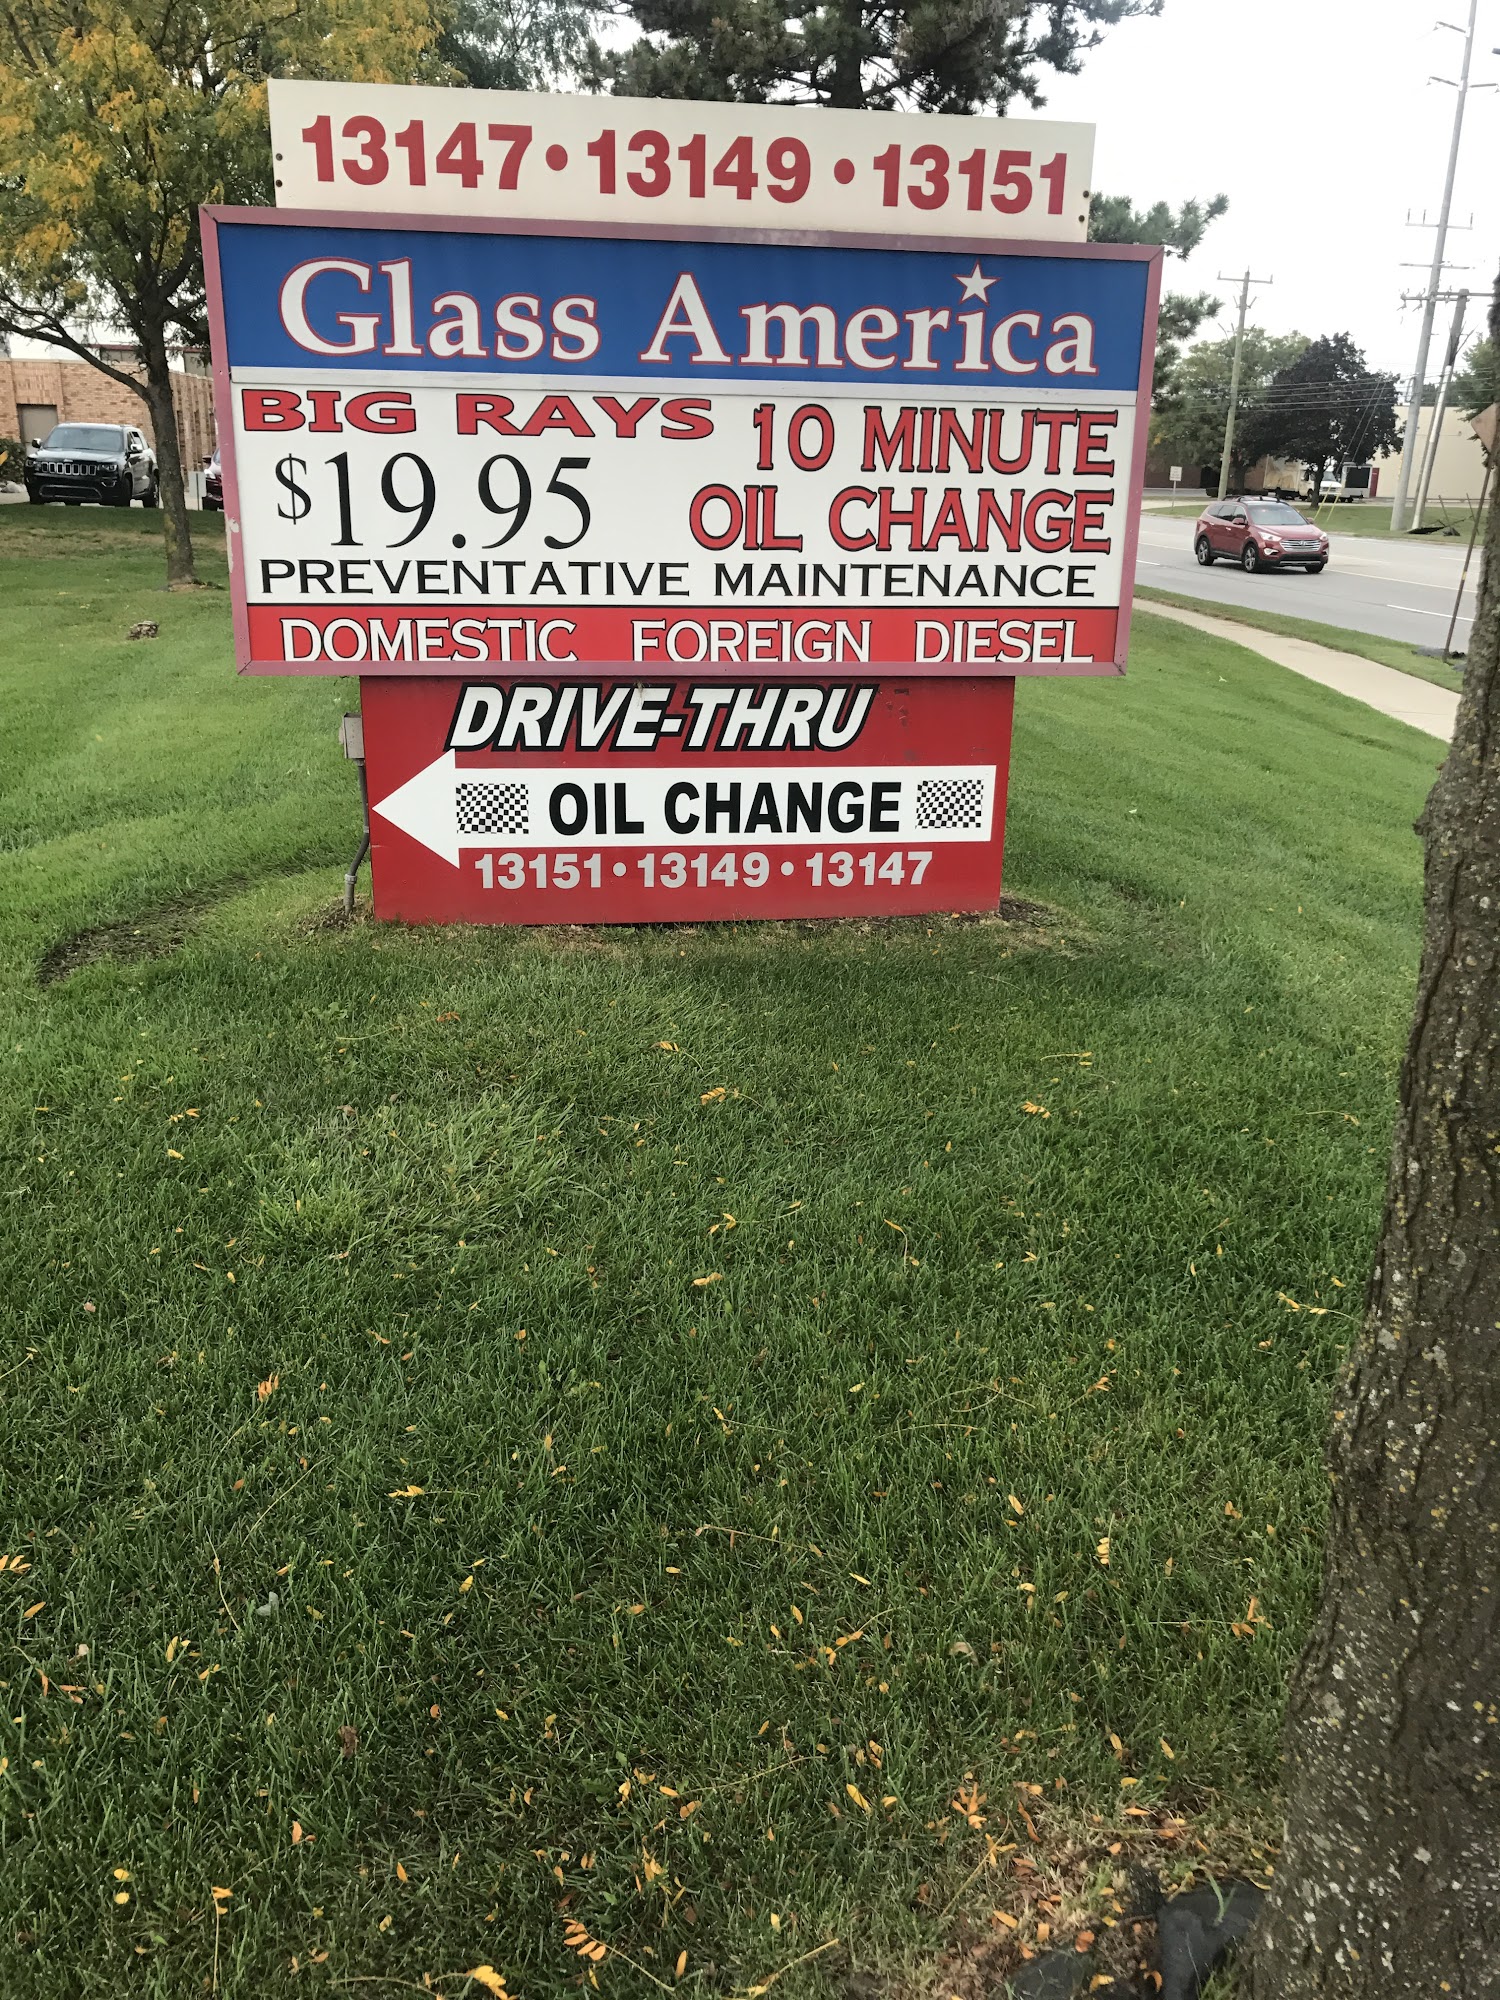 13147 • 13149 • 13151
Glass America
BIG RAYS
$19.95
10 MINUTE
OIL CHANGE
PREVENTATIVE MAINTENANCE
DOMESTIC FOREIGN DIESEL
DRIVE-THRU
OIL CHANGE
13151 • 13149 • 13147